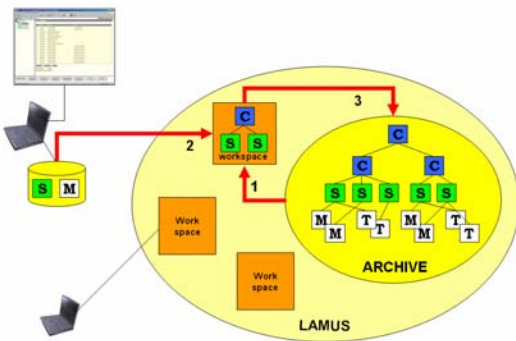 3
C
S S
workspace
2
1
S M
C
C C
S S S S S
M M T T M M T T
ARCHIVE
Work
space
Work
space
LAMUS